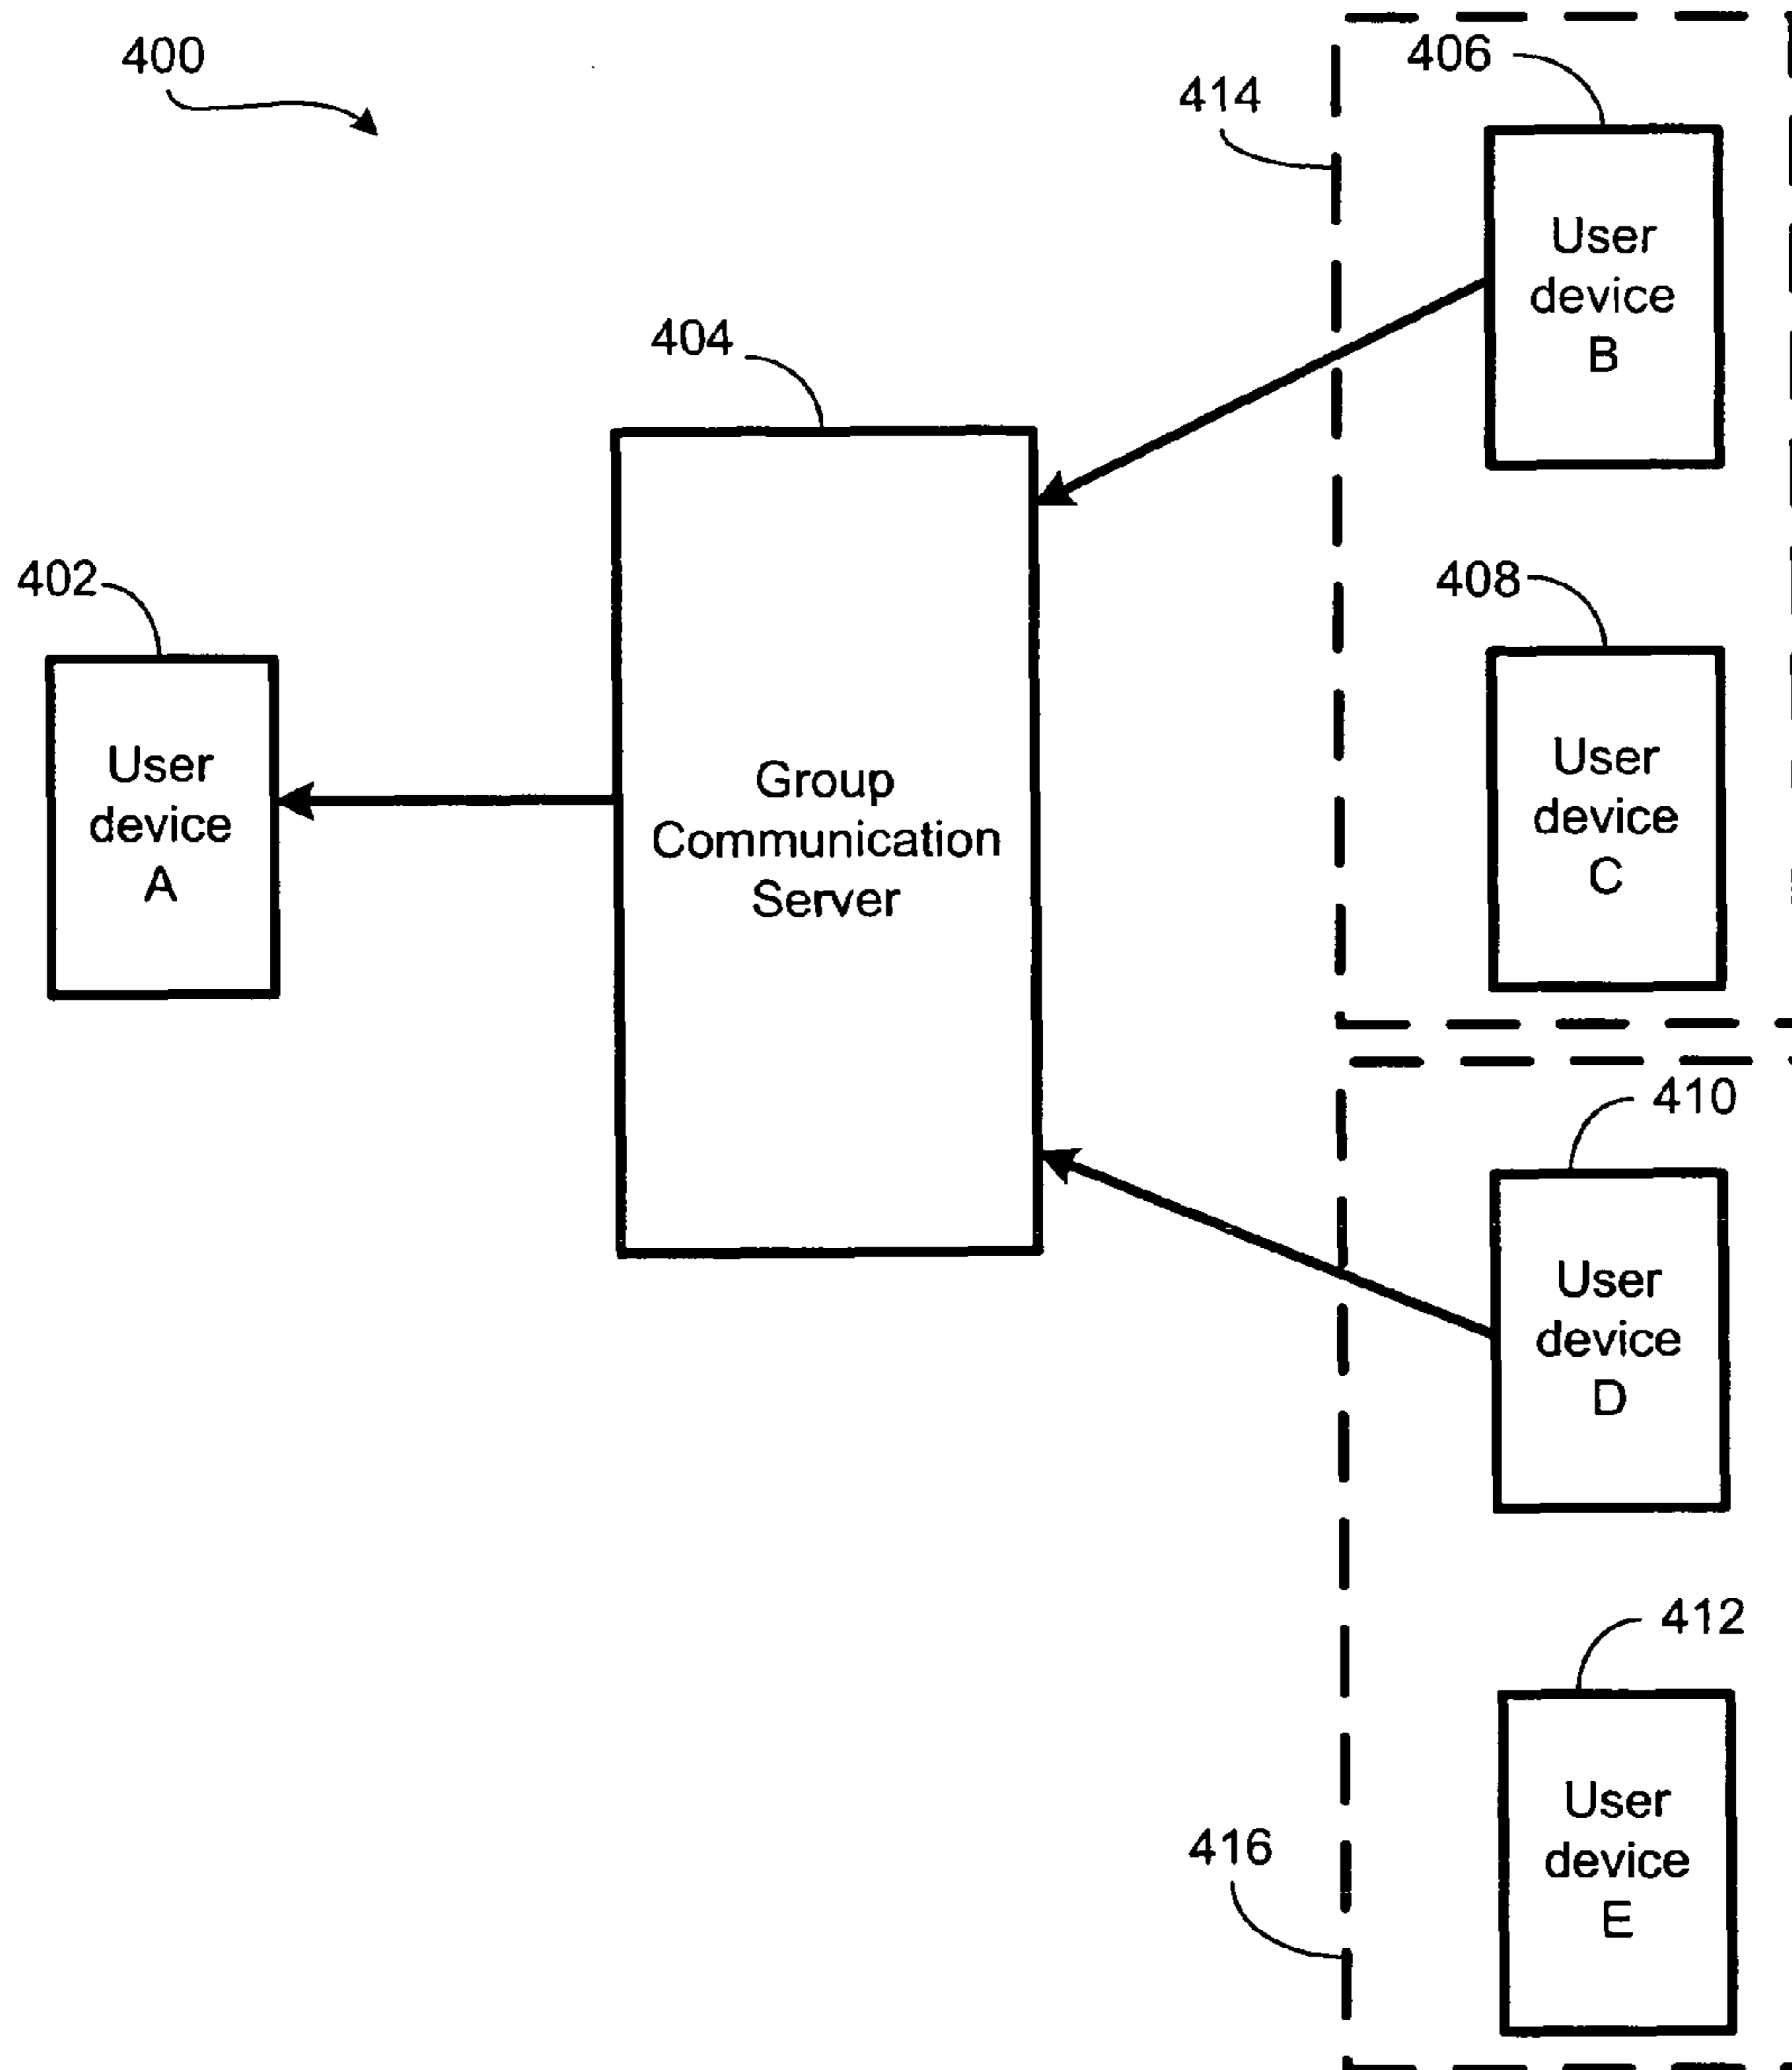 400
406
414
User
device
B
404
402
408
User
device
A
Group
Communication
Server
User
device
C
410
User
device
D
412
416
User
device
E